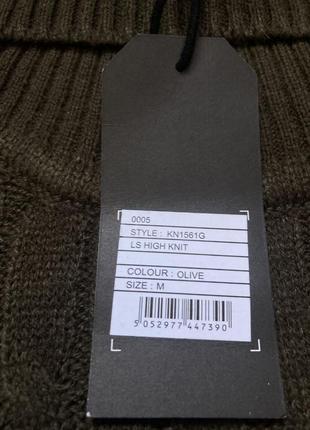 0005
STYLE : KN1561G
LS HIGH KNIT
COLOUR : OLIVE
SIZE : M
5 052977 447390